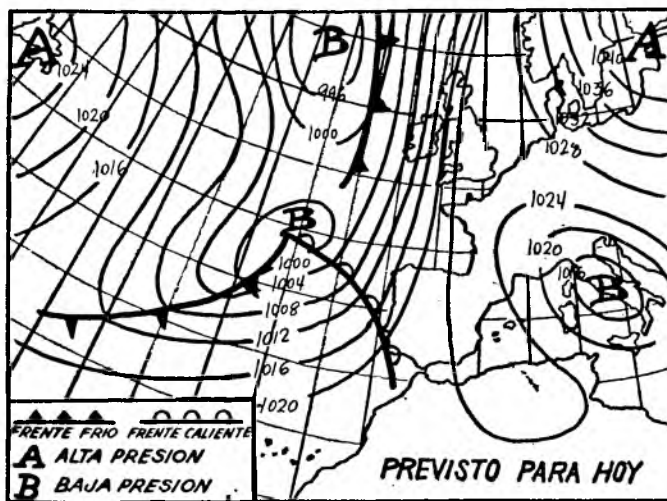 A
B
A
1024
1020
1016
996
1000
1040
1036
1032
1028
1024
1020
B
1000
1004
1008
1012
1016
1020
B
FRENTE FRIO FRENTE CALIENTE
A ALTA PRESION
B BAJA PRESION
PREVISTO PARA HOY